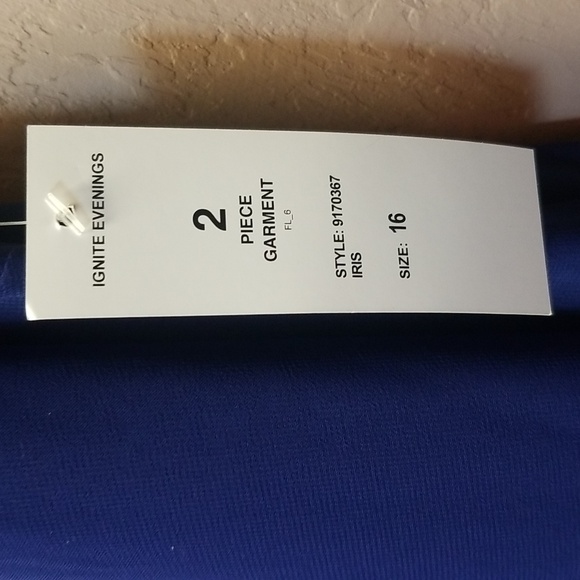 IGNITE EVENINGS
2
PIECE
GARMENT
FL_6
STYLE: 9170367
IRIS
SIZE: 16